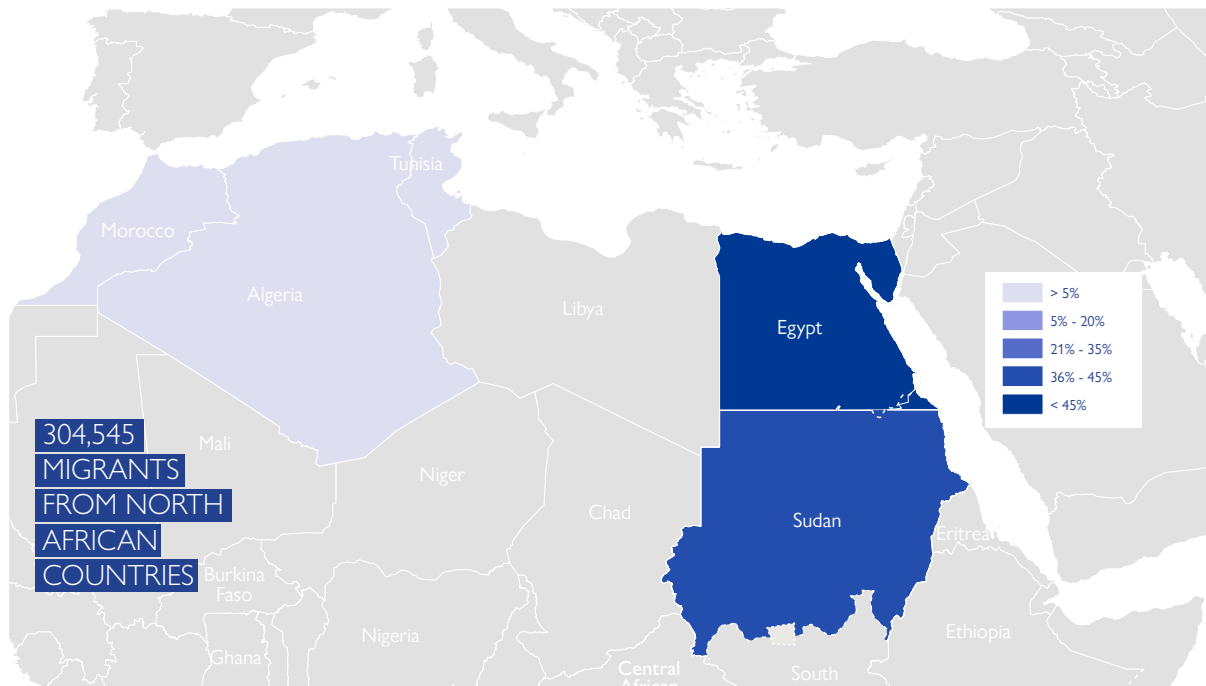 Tunisia
Morocco
Algeria
Libya
Egypt
> 5%
5% - 20%
21% - 35%
36% - 45%
< 45%
304,545
MIGRANTS
FROM NORTH
AFRICAN
COUNTRIES
Mali
Niger
Chad
Sudan
Eritrea
Burkina
Faso
Nigeria
Ghana
Ethiopia
Central
African
South